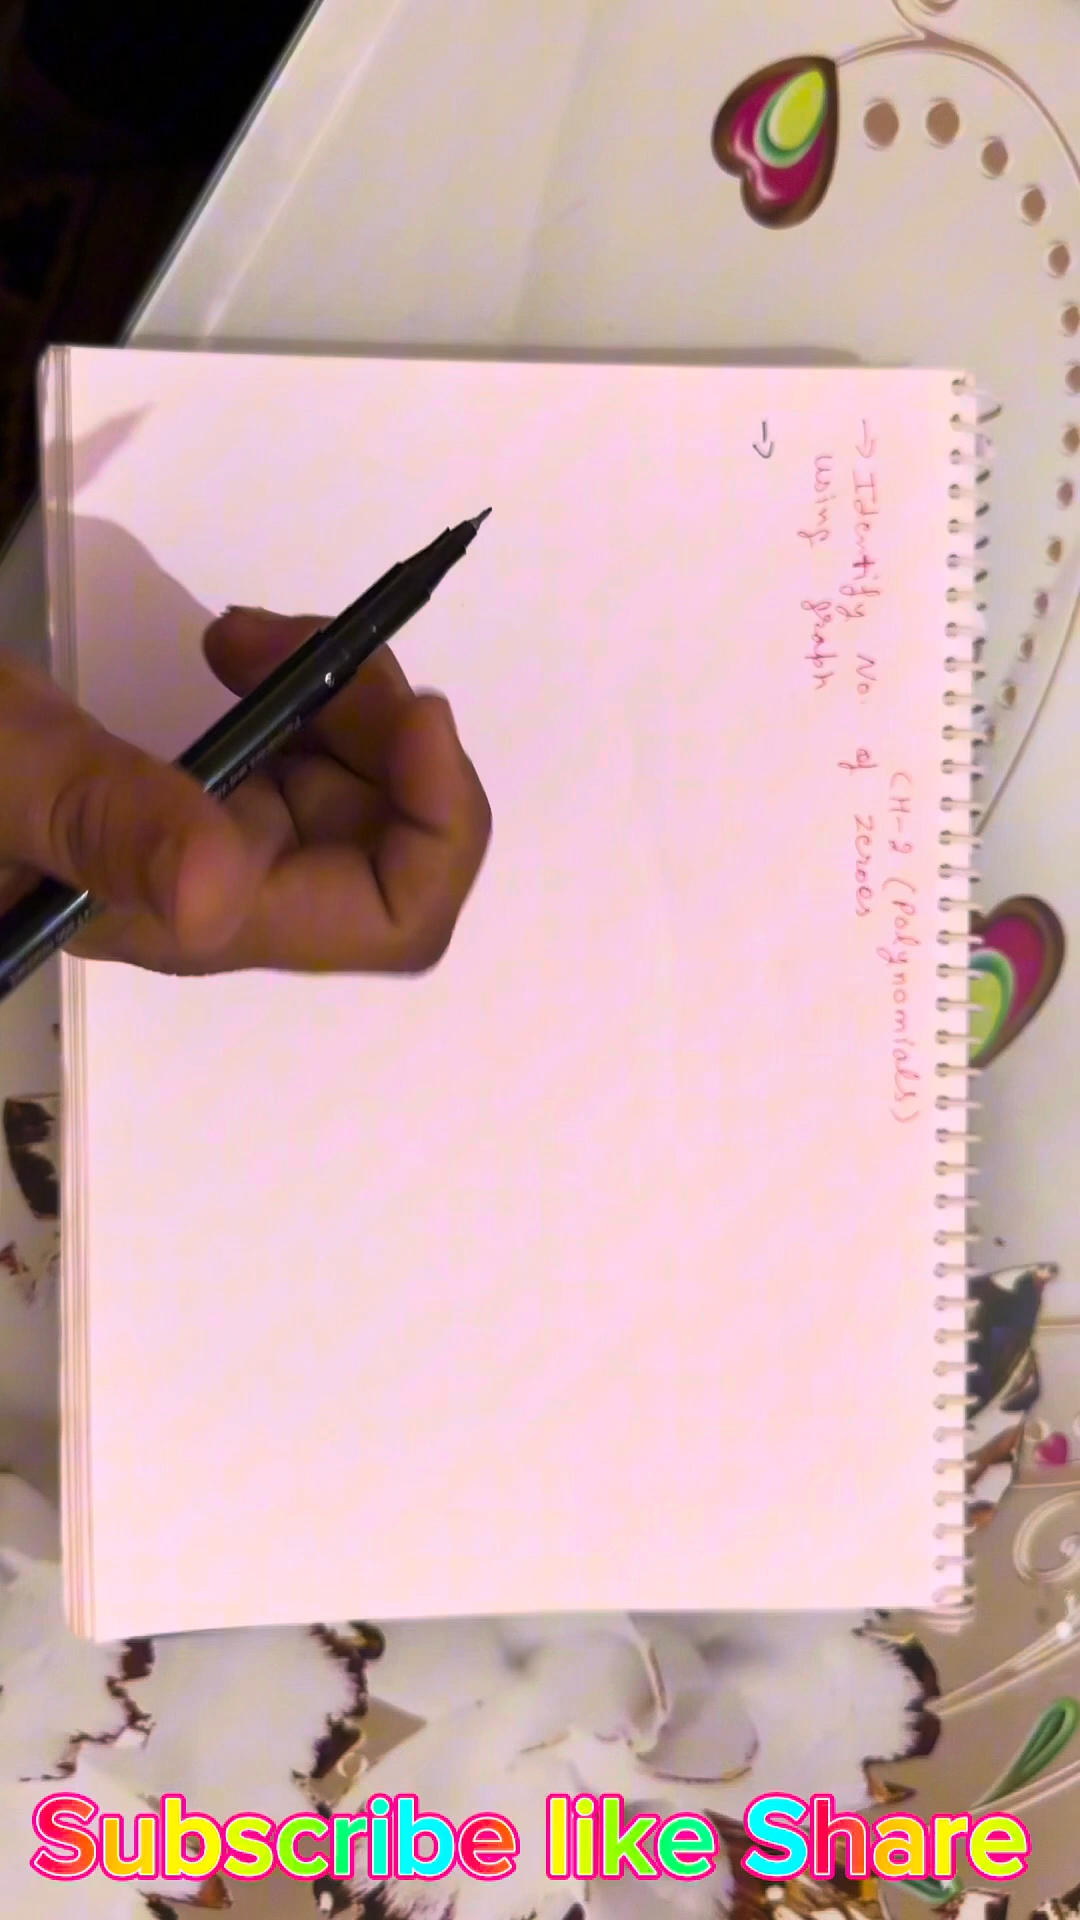 CH-2 (Polynomials)
→ Identify No. of zeroes
using graph
→
Subscribe like Share